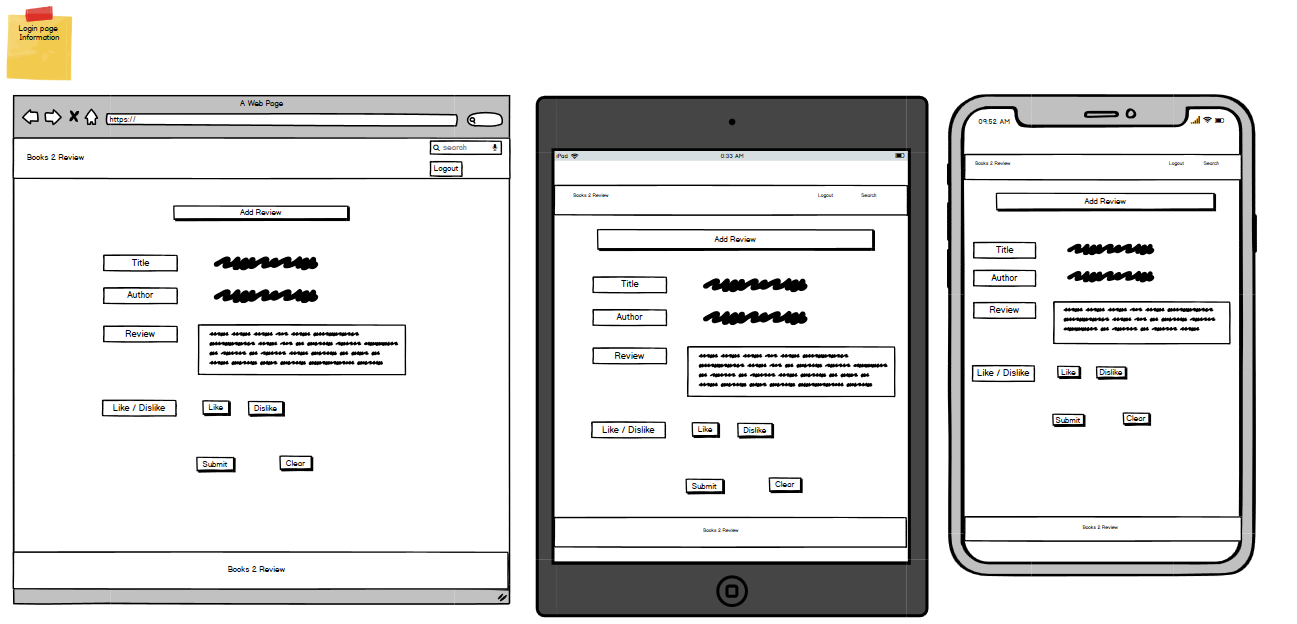 Login page
Information
A Web Page
https://
search
Books 2 Review
Logout
Add Review
Title
Author
Review
Like / Dislike
Like
Dislike
Submit
Clear
Books 2 Review
iPad
0:33 AM
Books 2 Review
Logout
Search
Add Review
Title
Author
Review
Like / Dislike
Like
Dislike
Submit
Clear
Books 2 Review
09:52 AM
Books 2 Review
Logout
Search
Add Review
Title
Author
Review
Like / Dislike
Like
Dislike
Submit
Clear
Books 2 Review